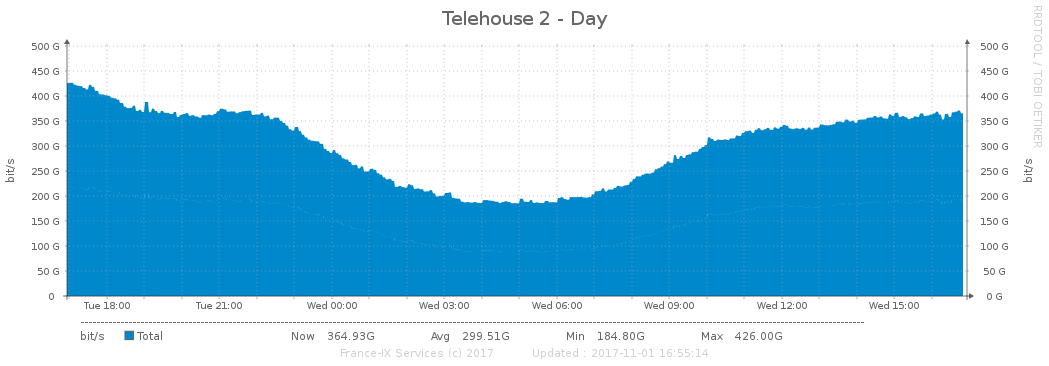 Telehouse 2 - Day
RRDTOOL / TOBI OETIKER
500 G 500 G
450 G 450 G
400 G 400 G
350 G 350 G
300 G 300 G
250 G 250 G
200 G 200 G
150 G 150 G
100 G 100 G
50 G 50 G
0 0 G
bit/s bit/s
Tue 18:00 Tue 21:00 Wed 00:00 Wed 03:00 Wed 06:00 Wed 09:00 Wed 12:00 Wed 15:00
bit/s Total Now 364.93G Avg 299.51G Min 184.80G Max 426.00G
France-IX Services (c) 2017 Updated : 2017-11-01 16:55:14